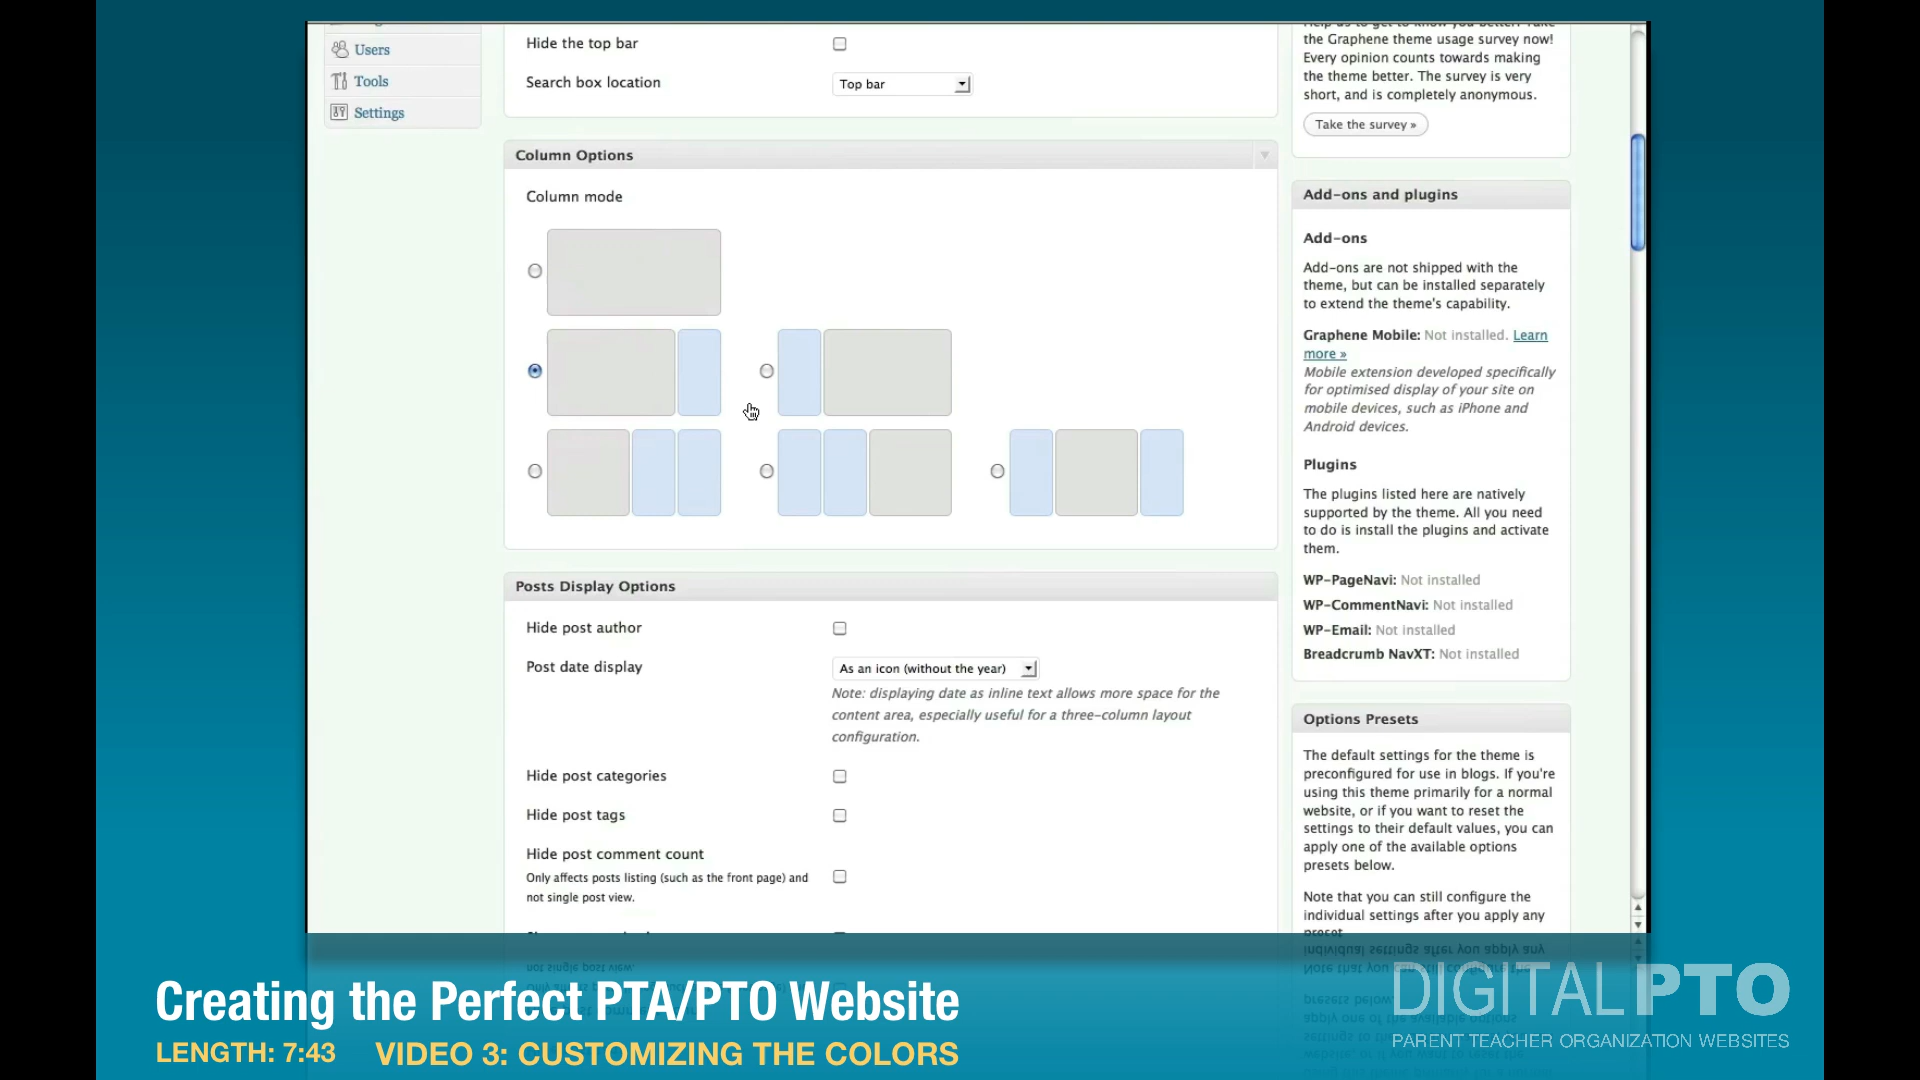 Users
Tools
Settings
Hide the top bar
Search box location
Top bar
Column Options
Column mode
Posts Display Options
Hide post author
Post date display
As an icon (without the year)
Note: displaying date as inline text allows more space for the
content area, especially useful for a three-column layout
configuration.
Hide post categories
Hide post tags
Hide post comment count
Only affects posts listing (such as the front page) and
not single post view.
the Graphene theme usage survey now!
Every opinion counts towards making
the theme better. The survey is very
short, and is completely anonymous.
Take the survey »
Add-ons and plugins
Add-ons
Add-ons are not shipped with the
theme, but can be installed separately
to extend the theme's capability.
Graphene Mobile: Not installed. Learn
more »
Mobile extension developed specifically
for optimised display of your site on
mobile devices, such as iPhone and
Android devices.
Plugins
The plugins listed here are natively
supported by the theme. All you need
to do is install the plugins and activate
them.
WP-PageNavi: Not installed
WP-CommentNavi: Not installed
WP-Email: Not installed
Breadcrumb NavXT: Not installed
Options Presets
The default settings for the theme is
preconfigured for use in blogs. If you're
using this theme primarily for a normal
website, or if you want to reset the
settings to their default values, you can
apply one of the available options
presets below.
Note that you can still configure the
individual settings after you apply any
preset
Creating the Perfect PTA/PTO Website
LENGTH: 7:43 VIDEO 3: CUSTOMIZING THE COLORS
DIGITALPTO
PARENT TEACHER ORGANIZATION WEBSITES